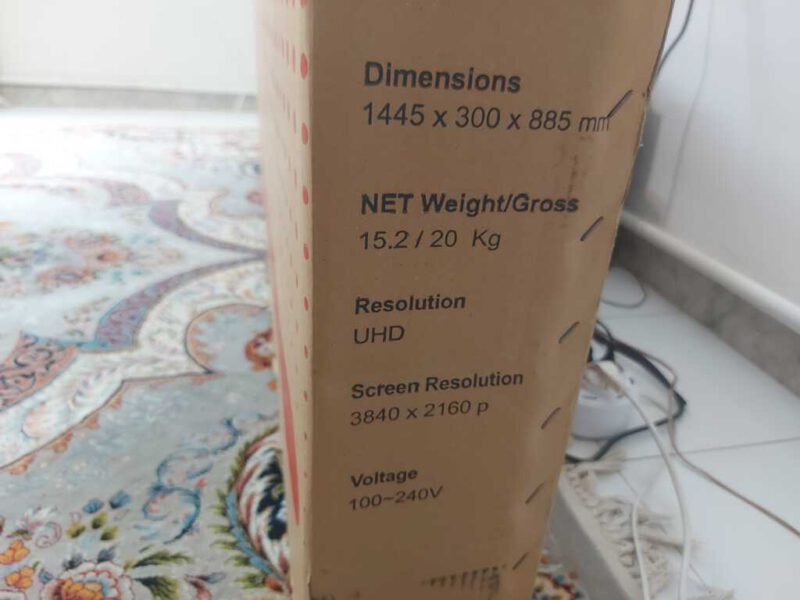 Dimensions
1445 x 300 x 885 mm
NET Weight/Gross
15.2 / 20 Kg
Resolution
UHD
Screen Resolution
3840 x 2160 p
Voltage
100~240V